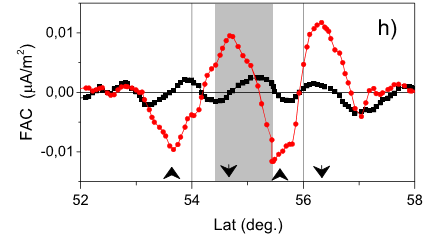 h)
0,01
0,00
-0,01
FAC (μA/m²)
52 54 56 58
Lat (deg.)